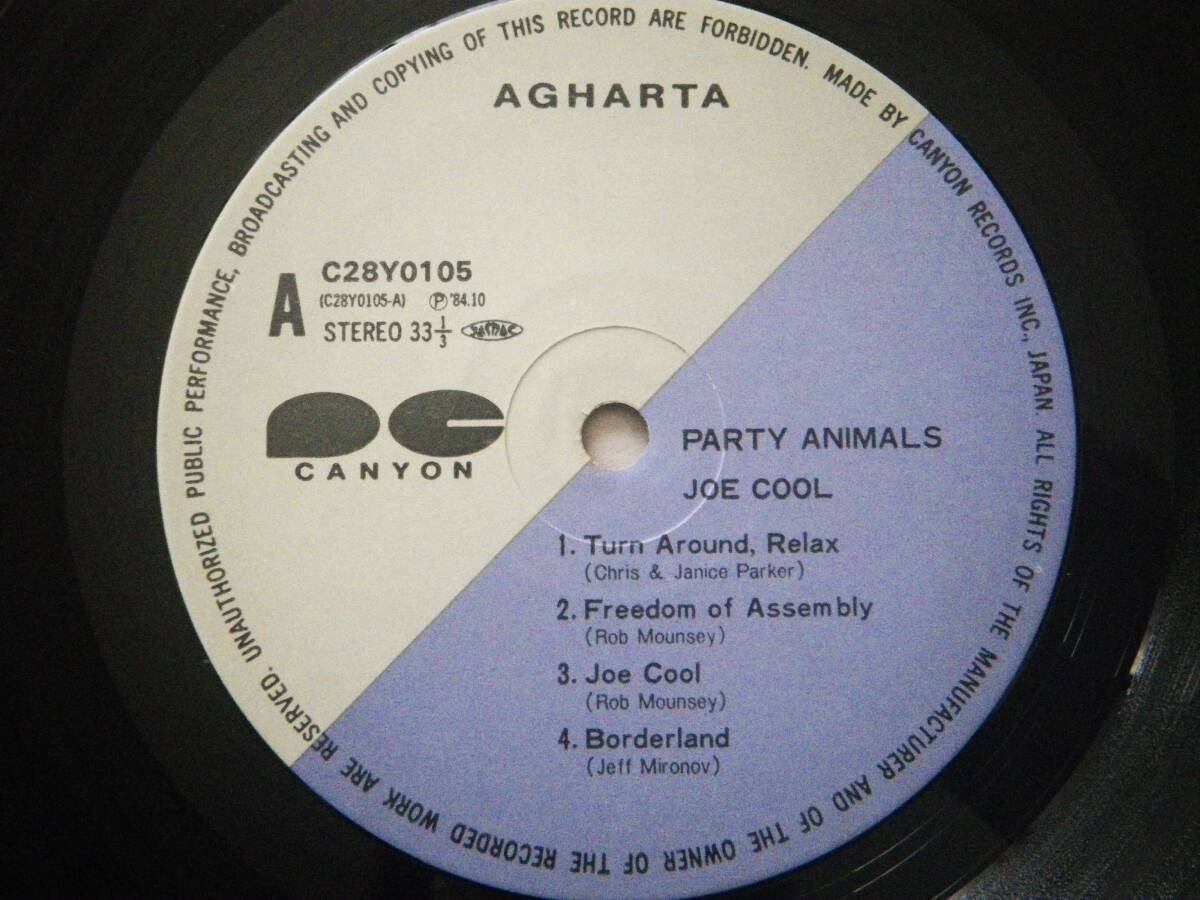 AGHARTA
A
C28Y0105
(C28Y0105-A) Ⓟ'84.10
STEREO 33 1/3
CANYON
PARTY ANIMALS
JOE COOL
1. Turn Around, Relax
(Chris & Janice Parker)
2. Freedom of Assembly
(Rob Mounsey)
3. Joe Cool
(Rob Mounsey)
4. Borderland
(Jeff Mironov)
MADE BY CANYON RECORDS INC., JAPAN. ALL RIGHTS OF THE MANUFACTURER AND OF THE OWNER OF THE RECORDED WORK ARE RESERVED. UNAUTHORIZED PUBLIC PERFORMANCE, BROADCASTING AND COPYING OF THIS RECORD ARE FORBIDDEN.